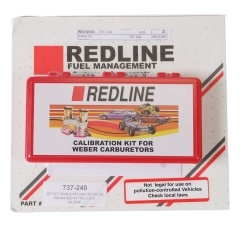 REDLINE
FUEL MANAGEMENT
REDLINE
CALIBRATION KIT FOR
WEBER CARBURETORS
737-240
Not legal for use on
pollution-controlled Vehicles
Check local laws
PART #